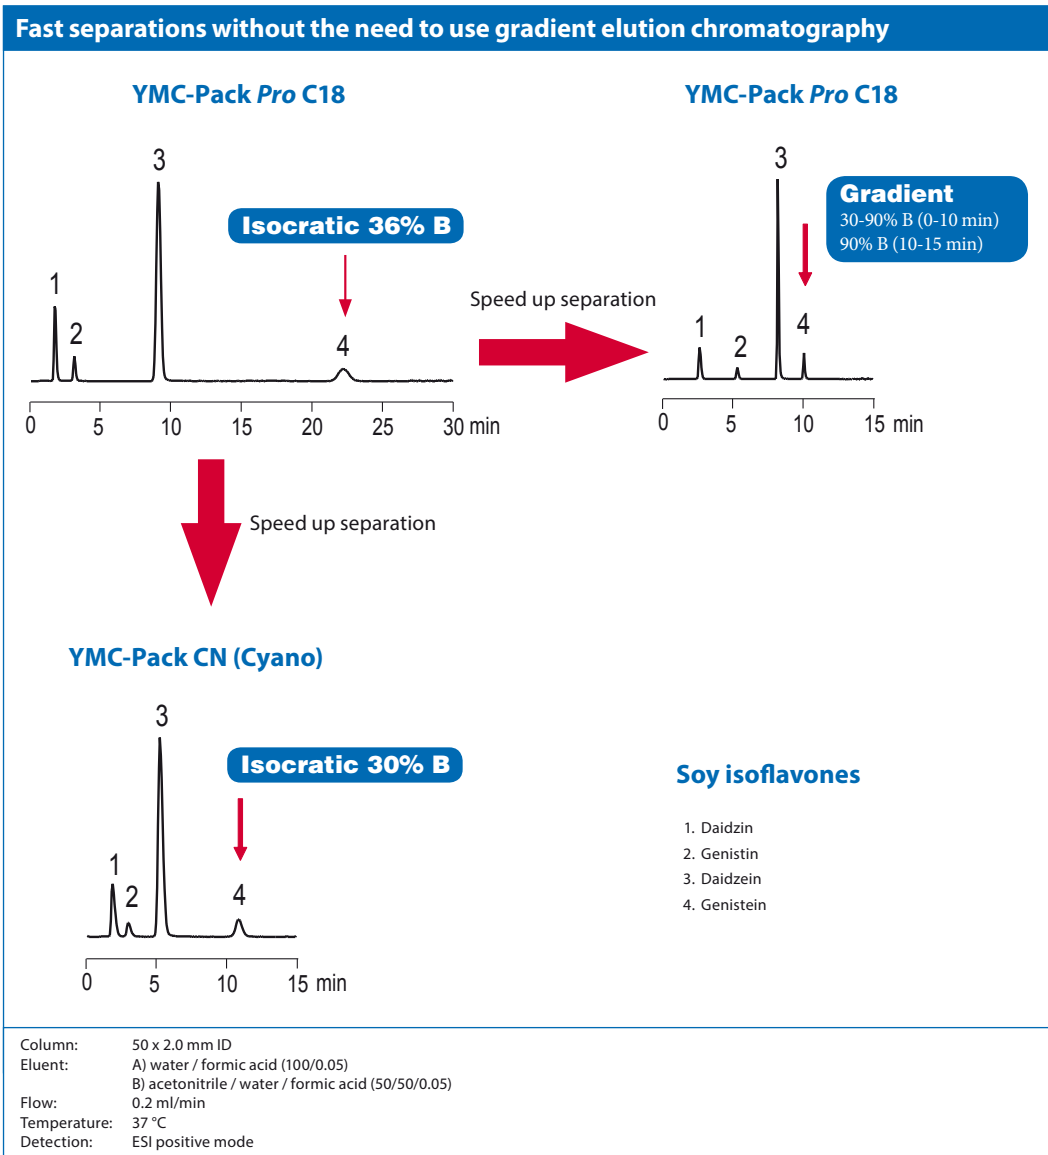 Fast separations without the need to use gradient elution chromatography
YMC-Pack Pro C18
3
Isocratic 36% B
1
2
4
0 5 10 15 20 25 30 min
Speed up separation
YMC-Pack Pro C18
3
Gradient
30-90% B (0-10 min)
90% B (10-15 min)
1
2
4
0 5 10 15 min
Speed up separation
YMC-Pack CN (Cyano)
3
Isocratic 30% B
1
2
4
0 5 10 15 min
Soy isoflavones
1. Daidzin
2. Genistin
3. Daidzein
4. Genistein
Column: 50 x 2.0 mm ID
Eluent: A) water / formic acid (100/0.05)
B) acetonitrile / water / formic acid (50/50/0.05)
Flow: 0.2 ml/min
Temperature: 37 °C
Detection: ESI positive mode